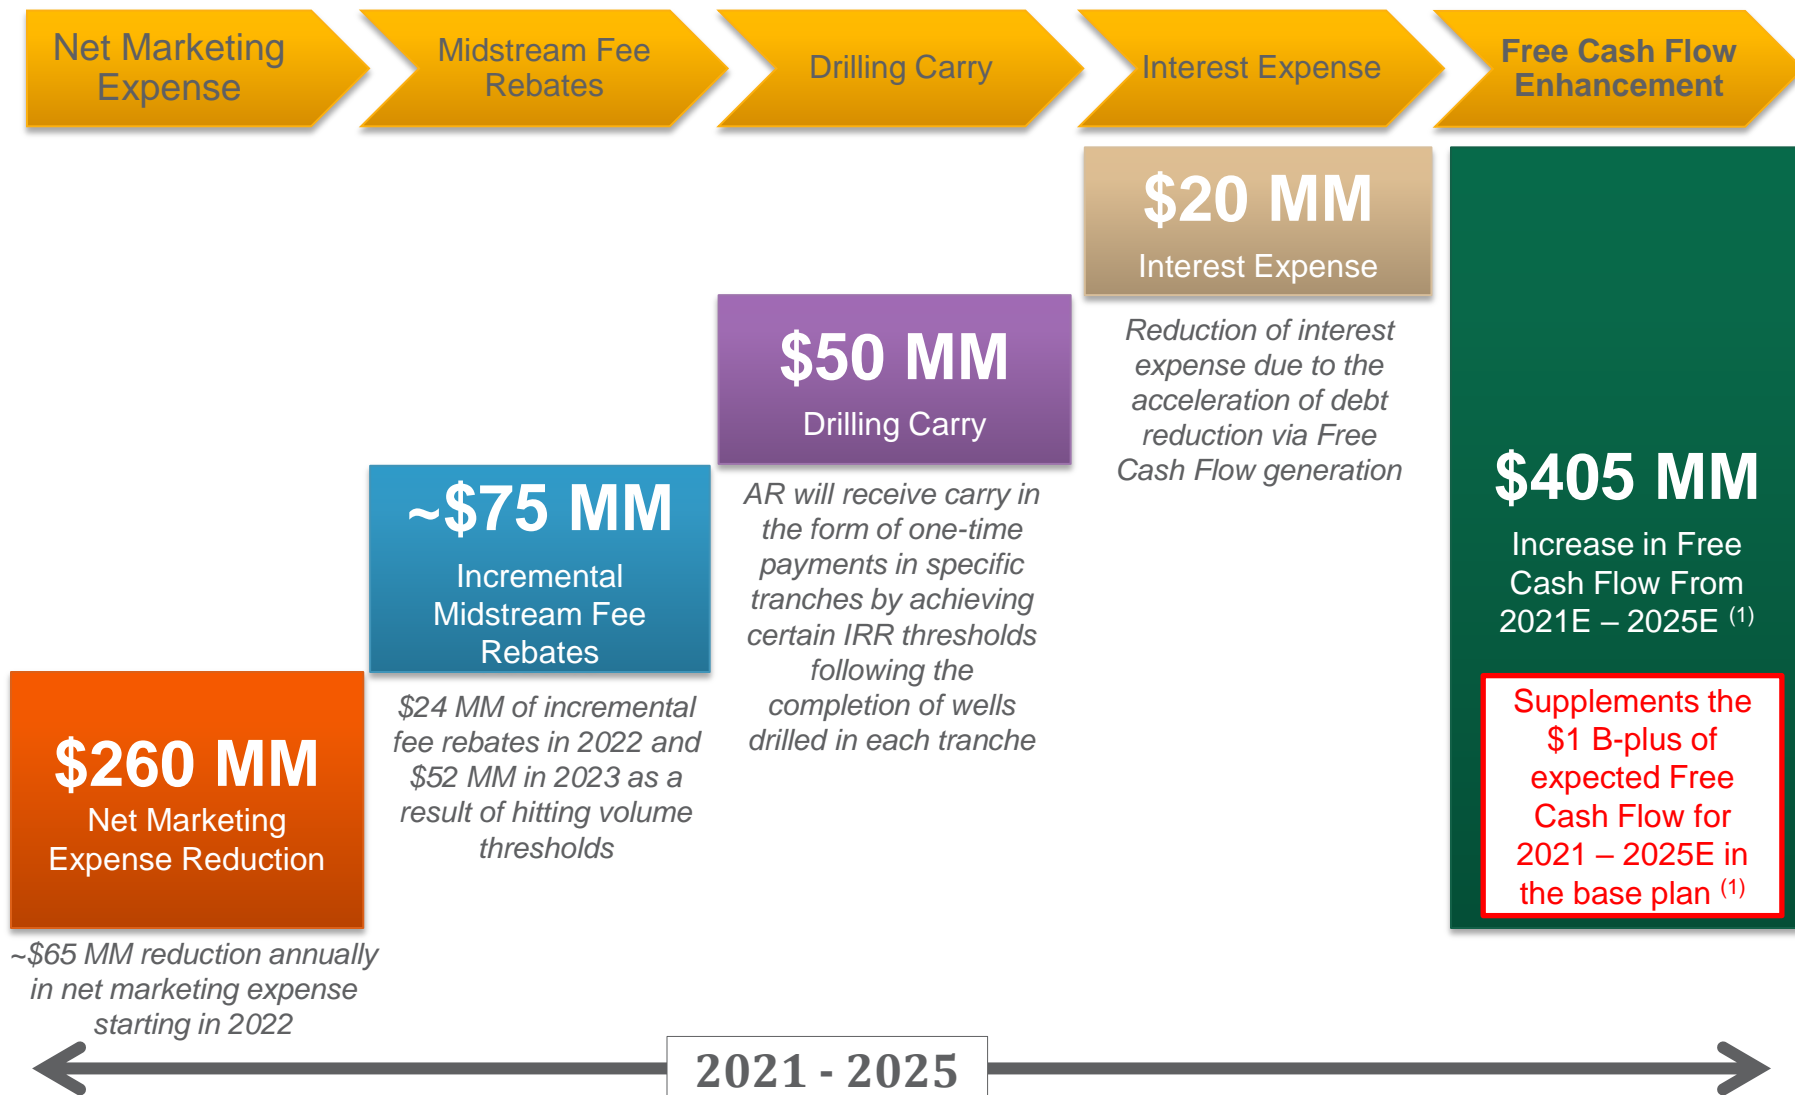 Net Marketing
Expense
Midstream Fee
Rebates
Drilling Carry
Interest Expense
Free Cash Flow
Enhancement
$260 MM
Net Marketing
Expense Reduction
~$65 MM reduction annually
in net marketing expense
starting in 2022
~$75 MM
Incremental
Midstream Fee
Rebates
$24 MM of incremental
fee rebates in 2022 and
$52 MM in 2023 as a
result of hitting volume
thresholds
$50 MM
Drilling Carry
AR will receive carry in
the form of one-time
payments in specific
tranches by achieving
certain IRR thresholds
following the
completion of wells
drilled in each tranche
$20 MM
Interest Expense
Reduction of interest
expense due to the
acceleration of debt
reduction via Free
Cash Flow generation
$405 MM
Increase in Free
Cash Flow From
2021E – 2025E (1)
Supplements the
$1 B-plus of
expected Free
Cash Flow for
2021 – 2025E in
the base plan (1)
2021 - 2025